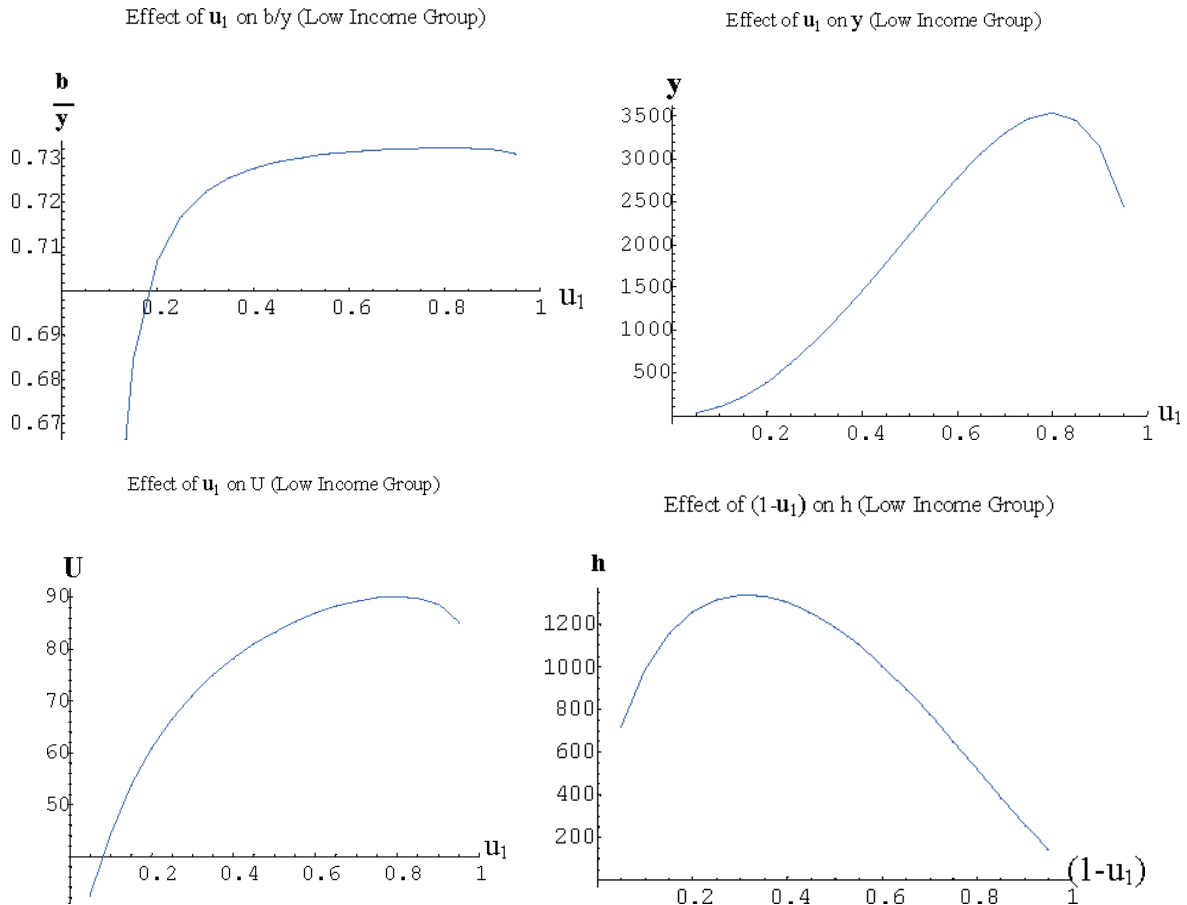 Effect of u1 on b/y (Low Income Group)
b
y
0.73
0.72
0.71
0.69
0.68
0.67
0.2 0.4 0.6 0.8 1
u1
Effect of u1 on y (Low Income Group)
y
3500
3000
2500
2000
1500
1000
500
0.2 0.4 0.6 0.8 1
u1
Effect of u1 on U (Low Income Group)
U
90
80
70
60
50
0.2 0.4 0.6 0.8 1
u1
Effect of (1-u1) on h (Low Income Group)
h
1200
1000
800
600
400
200
0.2 0.4 0.6 0.8 1
(1-u1)